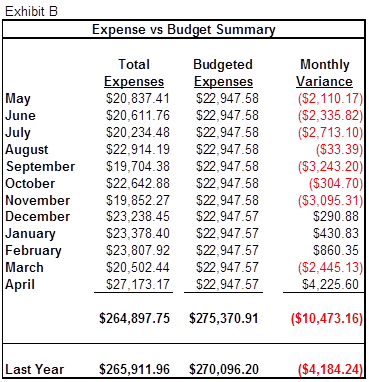 Exhibit B
Expense vs Budget Summary
Total Budgeted Monthly
Expenses Expenses Variance
May $20,837.41 $22,947.58 ($2,110.17)
June $20,611.76 $22,947.58 ($2,335.82)
July $20,234.48 $22,947.58 ($2,713.10)
August $22,914.19 $22,947.58 ($33.39)
September $19,704.38 $22,947.58 ($3,243.20)
October $22,642.88 $22,947.58 ($304.70)
November $19,852.27 $22,947.58 ($3,095.31)
December $23,238.45 $22,947.57 $290.88
January $23,378.40 $22,947.57 $430.83
February $23,807.92 $22,947.57 $860.35
March $20,502.44 $22,947.57 ($2,445.13)
April $27,173.17 $22,947.57 $4,225.60
$264,897.75 $275,370.91 ($10,473.16)
Last Year $265,911.96 $270,096.20 ($4,184.24)